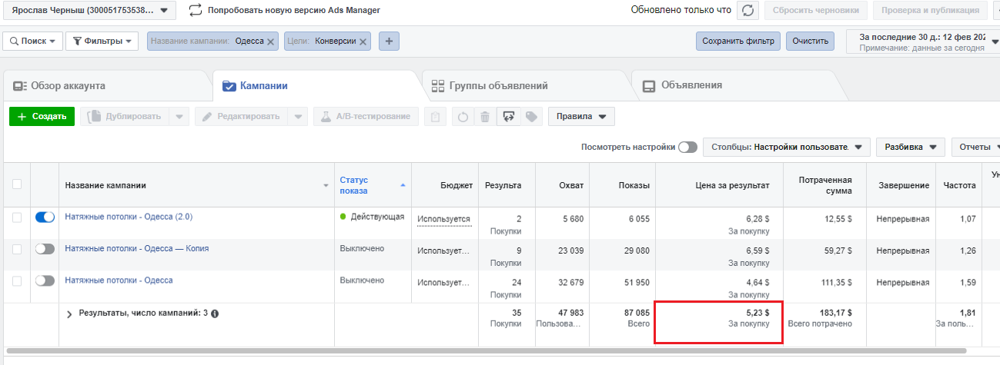 Ярослав Черныш (300051753538... Попробовать новую версию Ads Manager Обновлено только что Сбросить черновики Проверка и публикация
Поиск Фильтры Название кампании: Одесса Цели: Конверсии + Сохранить фильтр Очистить За последние 30 д.: 12 фев 202
Примечание: данные за сегодня
Обзор аккаунта Кампании Группы объявлений Объявления
+ Создать Дублировать Редактировать А/В-тестирование Правила
Посмотреть настройки Столбцы: Настройки пользовате. Разбивка Отчеты
Название кампании Статус показа Бюджет Результа Охват Показы Цена за результат Потраченная сумма Завершение Частота Ун
Натяжные потолки - Одесса (2.0) Действующая Используется 2 5 680 6 055 6,28 $ 12,55 $ Непрерывная 1,07
Покупки За покупку
Натяжные потолки - Одесса — Копия Выключено Использует... 9 23 039 29 080 6,59 $ 59,27 $ Непрерывная 1,26
Покупки За покупку
Натяжные потолки - Одесса Выключено Использует... 24 32 679 51 950 4,64 $ 111,35 $ Непрерывная 1,59
Покупки За покупку
Результаты, число кампаний: 3 35 47 983 87 085 5,23 $ 183,17 $ 1,81
Покупки Пользова... Всего За покупку Всего потрачено За поль...